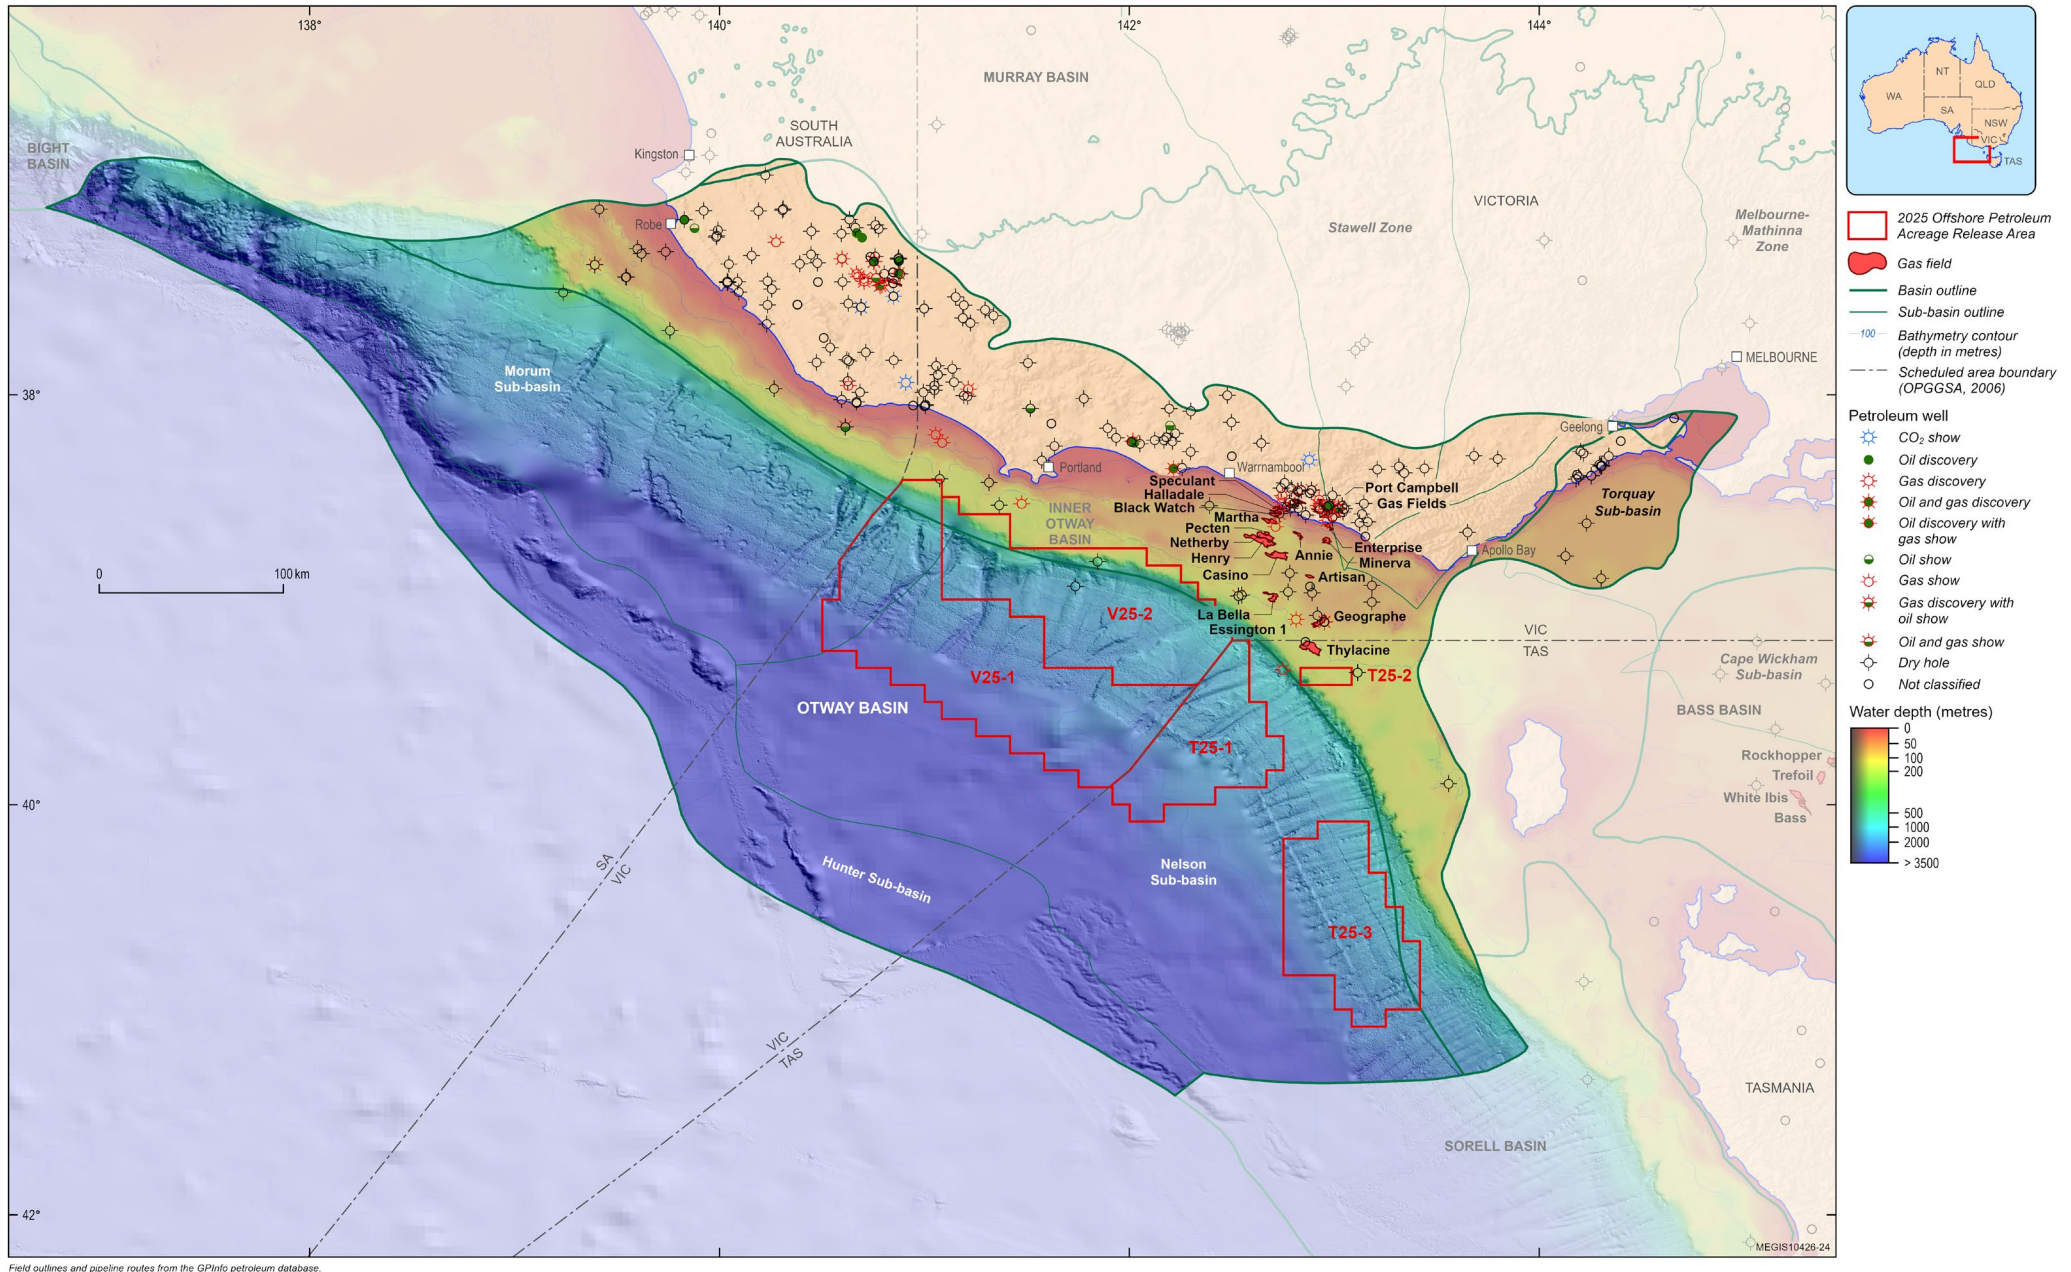 138°
140°
142°
144°
38°
40°
42°
BIGHT
BASIN
MURRAY BASIN
SOUTH
AUSTRALIA
Kingston
Robe
VICTORIA
Stawell Zone
Melbourne-
Mathinna
Zone
MELBOURNE
Geelong
Morum
Sub-basin
Portland
Warrnambool
Speculant
Halladale
Black Watch
Martha
Pecten
Netherby
Henry
Casino
Port Campbell
Gas Fields
Enterprise
Minerva
Annie
Artisan
La Bella
Essington 1
Geographe
Thylacine
Torquay
Sub-basin
Apollo Bay
INNER
OTWAY
BASIN
0
100 km
V25-2
V25-1
T25-1
T25-2
T25-3
VIC
TAS
Cape Wickham
Sub-basin
BASS BASIN
Rockhopper
Trefoil
White Ibis
Bass
OTWAY BASIN
Hunter Sub-basin
Nelson
Sub-basin
SA
VIC
VIC
TAS
TASMANIA
SORELL BASIN
MEGIS10426-24
Field outlines and pipeline routes from the GPInfo petroleum database.
WA
NT
QLD
SA
NSW
VIC
TAS
2025 Offshore Petroleum
Acreage Release Area
Gas field
Basin outline
Sub-basin outline
100
Bathymetry contour
(depth in metres)
Scheduled area boundary
(OPGGSA, 2006)
Petroleum well
CO₂ show
Oil discovery
Gas discovery
Oil and gas discovery
Oil discovery with
gas show
Oil show
Gas show
Gas discovery with
oil show
Oil and gas show
Dry hole
Not classified
Water depth (metres)
0
50
100
200
500
1000
2000
> 3500